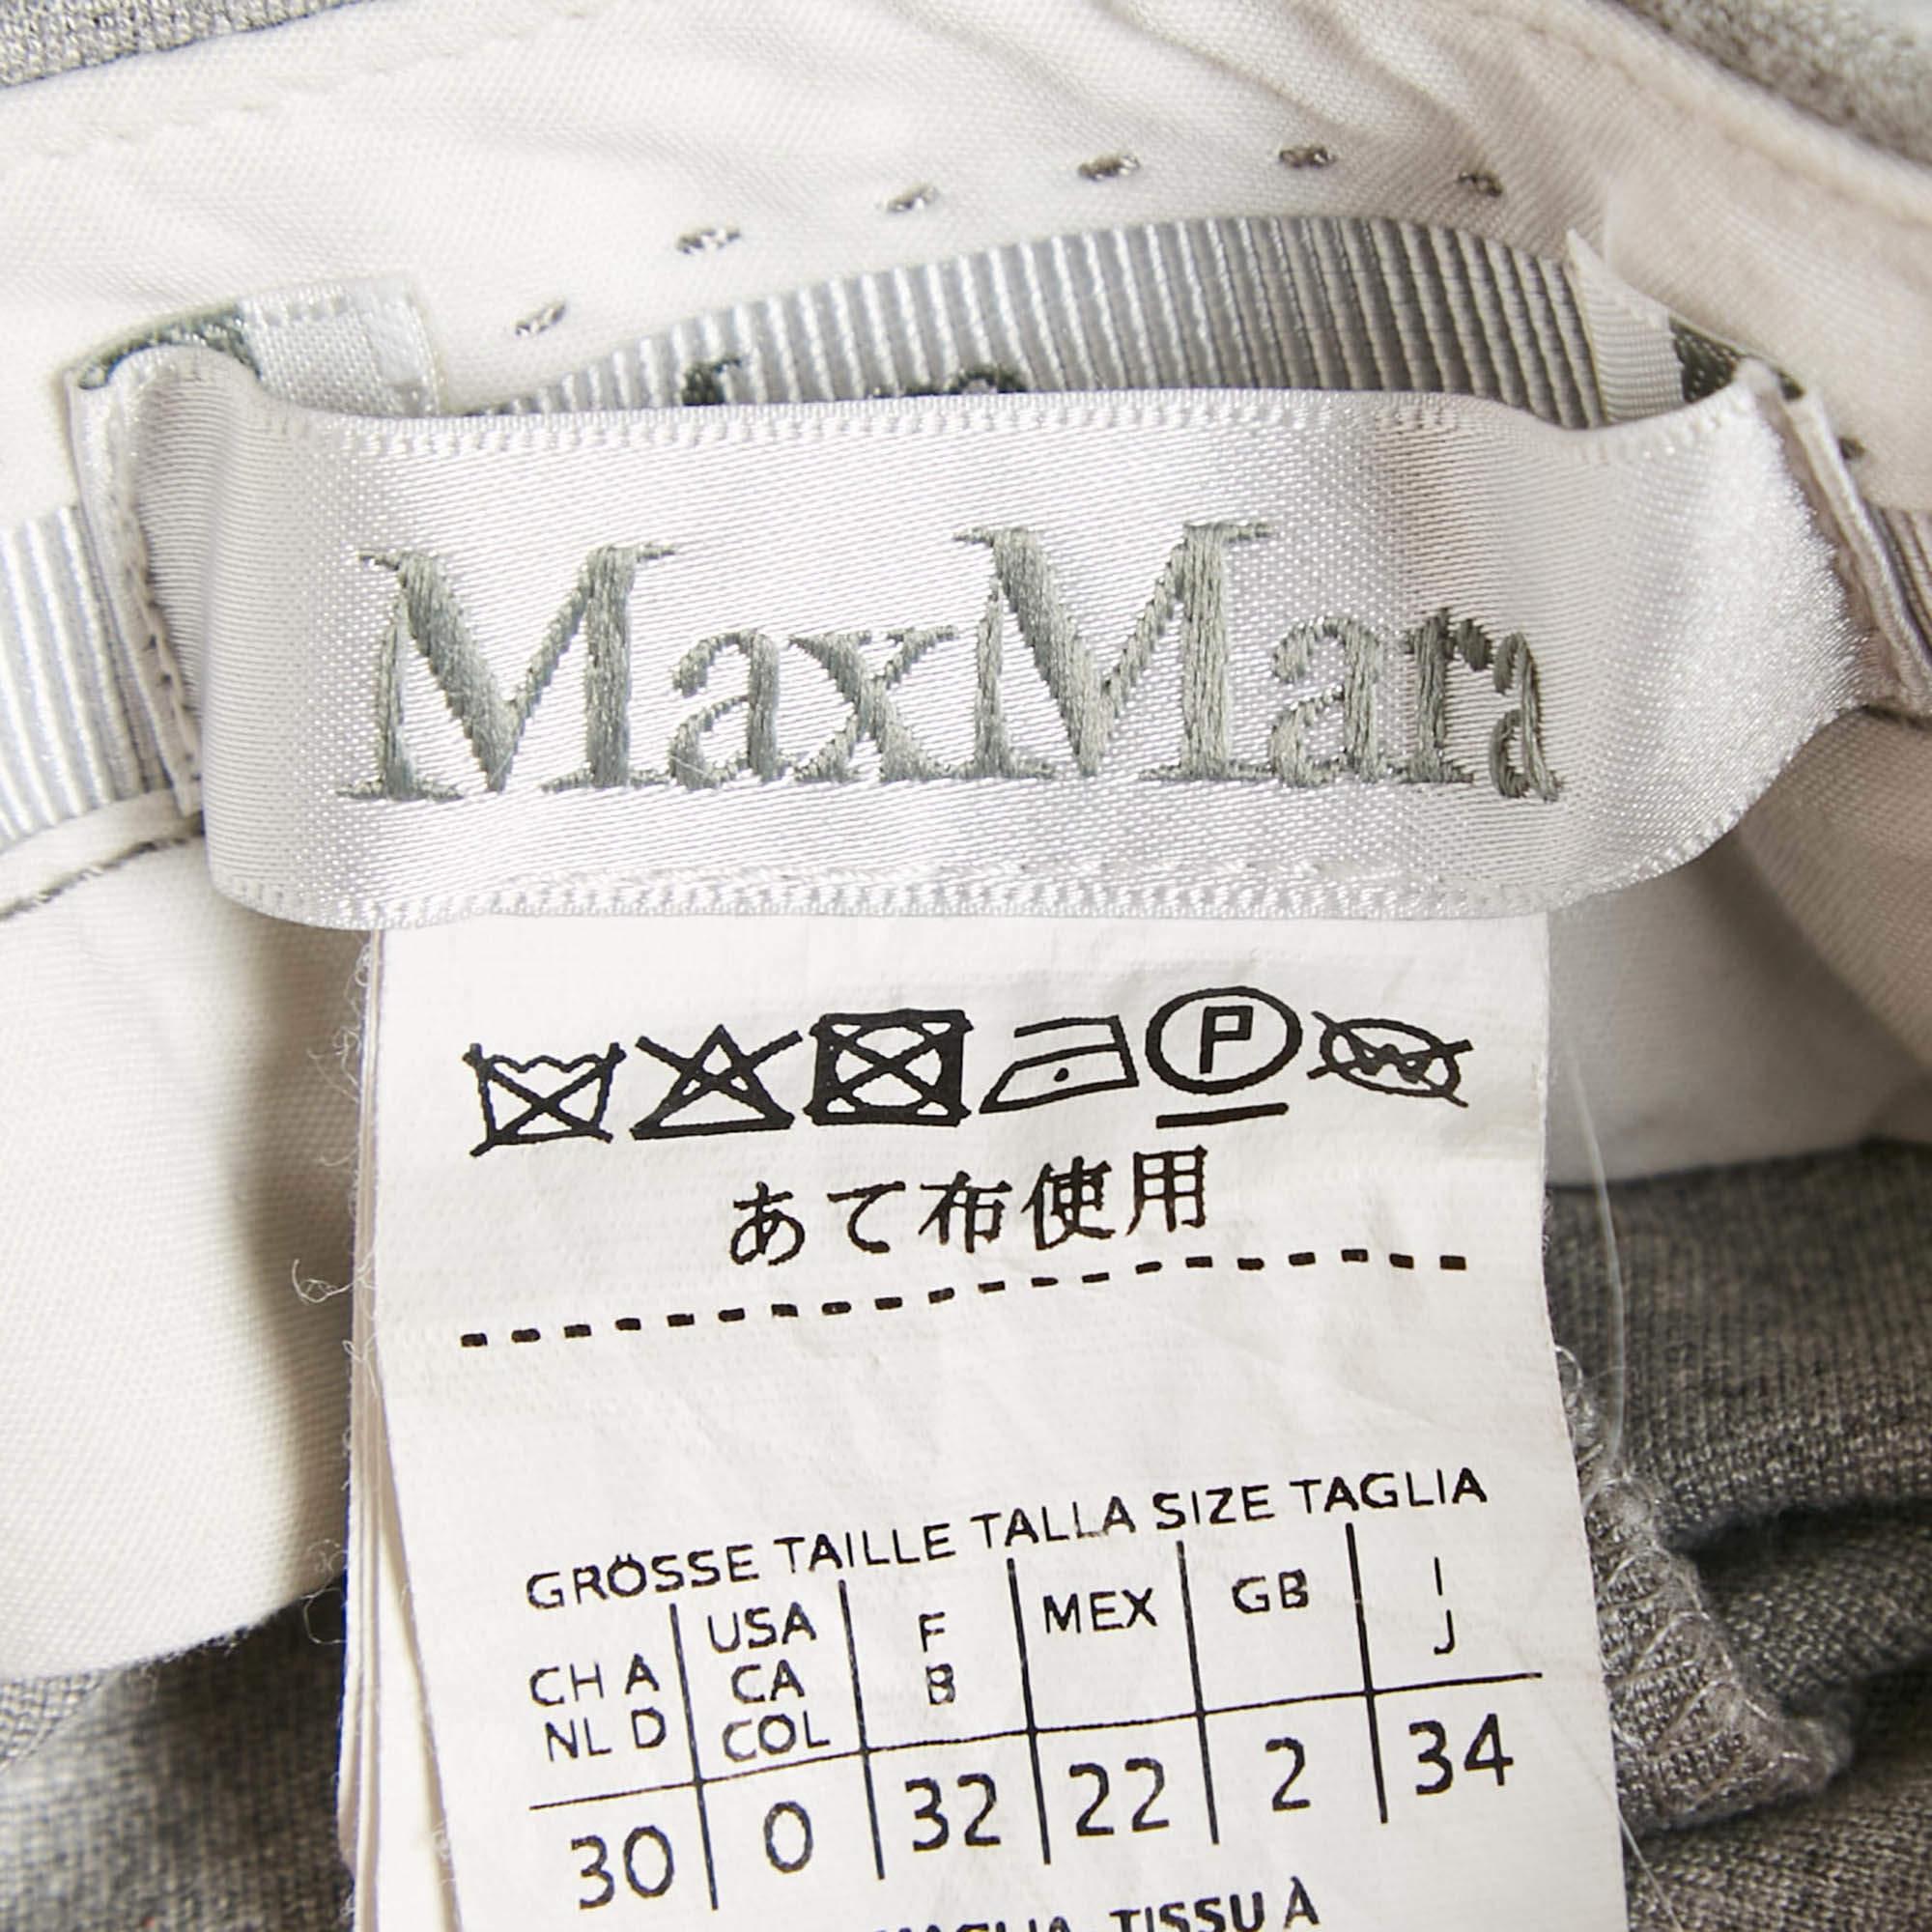 MaxMara
P W
あて布使用
GRÖSSE TAILLE TALLA SIZE TAGLIA
CH A NL D USA CA COL F B MEX GB I J
30 0 32 22 2 34
TISSU À